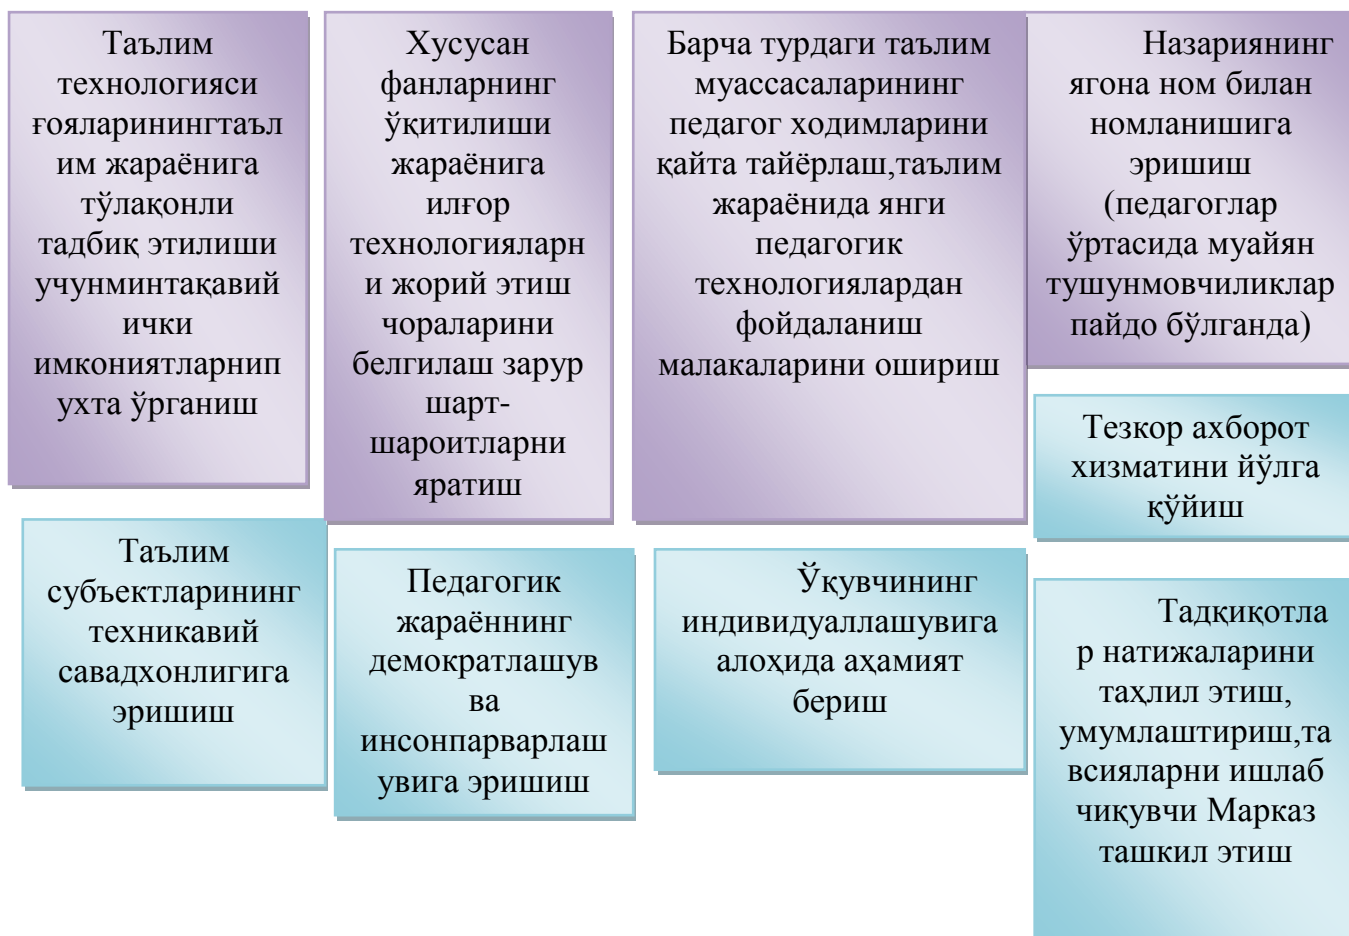 Таълим
технологияси
ғояларинингтаъл
им жараёнига
тўлақонли
тадбиқ этилиши
учунминтақавий
ички
имкониятларнип
ухта ўрганиш
Хусусан
фанларнинг
ўқитилиши
жараёнига
илғор
технологияларн
и жорий этиш
чораларини
белгилаш зарур
шарт-
шароитларни
яратиш
Барча турдаги таълим
муассасаларининг
педагог ходимларини
қайта тайёрлаш,таълим
жараёнида янги
педагогик
технологиялардан
фойдаланиш
малакаларини ошириш
Назариянинг
ягона ном билан
номланишига
эришиш
(педагоглар
ўртасида муайян
тушунмовчиликлар
пайдо бўлганда)
Тезкор ахборот
хизматини йўлга
қўйиш
Таълим
субъектларининг
техникавий
савадхонлигига
эришиш
Педагогик
жараённинг
демократлашув
ва
инсонпарварлаш
увига эришиш
Ўқувчининг
индивидуаллашувига
алоҳида аҳамият
бериш
Тадқиқотла
р натижаларини
таҳлил этиш,
умумлаштириш,та
всияларни ишлаб
чиқувчи Марказ
ташкил этиш